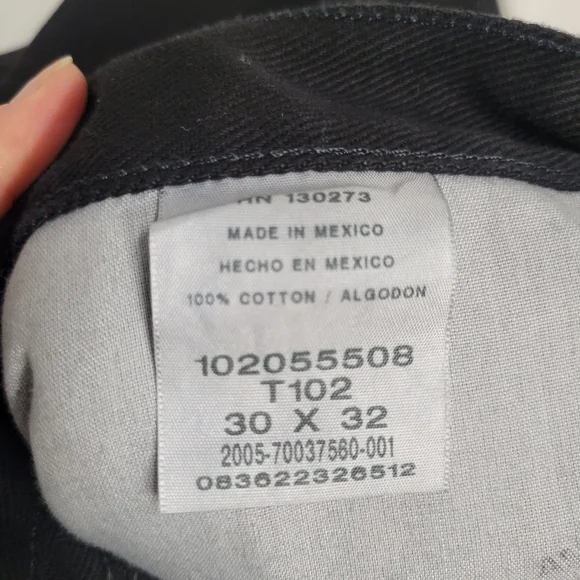 RN 130273
MADE IN MEXICO
HECHO EN MEXICO
100% COTTON / ALGODON
102055508
T102
30 X 32
2005-70037560-001
083622326512